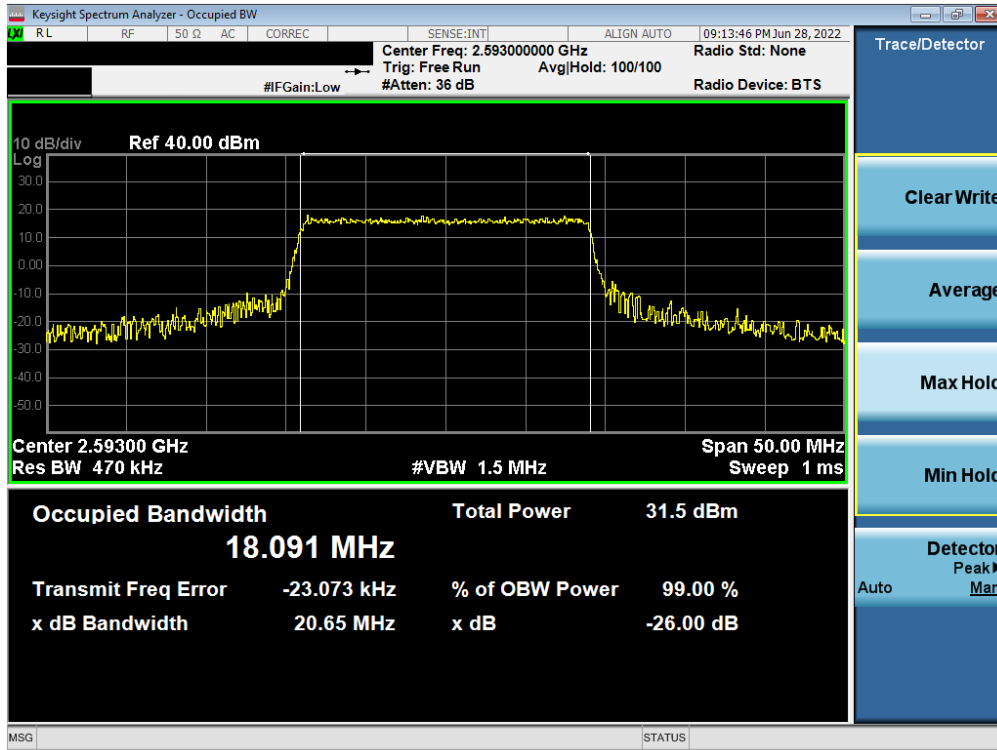 Keysight Spectrum Analyzer - Occupied BW
LXI RL RF 50 Ω AC CORREC SENSE:INT ALIGN AUTO 09:13:46 PM Jun 28, 2022
Center Freq: 2.593000000 GHz Radio Std: None
Trig: Free Run Avg|Hold: 100/100
#IFGain:Low #Atten: 36 dB Radio Device: BTS
Trace/Detector
10 dB/div Ref 40.00 dBm
Log
30.0
20.0
10.0
0.00
-10.0
-20.0
-30.0
-40.0
-50.0
Center 2.59300 GHz Span 50.00 MHz
Res BW 470 kHz #VBW 1.5 MHz Sweep 1 ms
Occupied Bandwidth Total Power 31.5 dBm
18.091 MHz
Transmit Freq Error -23.073 kHz % of OBW Power 99.00 %
x dB Bandwidth 20.65 MHz x dB -26.00 dB
Clear Write
Average
Max Hold
Min Hold
Detector
Peak
Auto Man
MSG STATUS